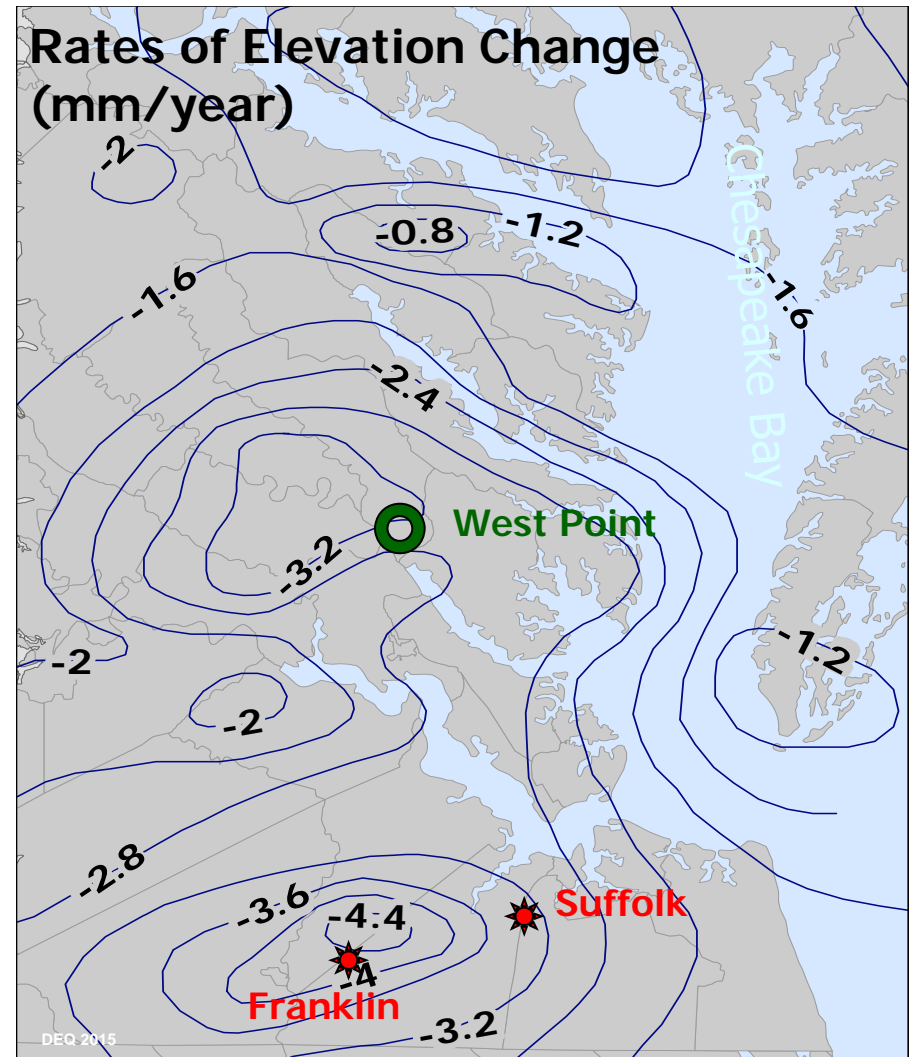 Rates of Elevation Change
(mm/year)
-2
Chesapeake Bay
-0.8
-1.2
-1.6
-1.6
-2.4
West Point
-3.2
-1.2
-2
-2
-2.8
-3.6
-4.4
Suffolk
-4
Franklin
-3.2
DEQ 2015